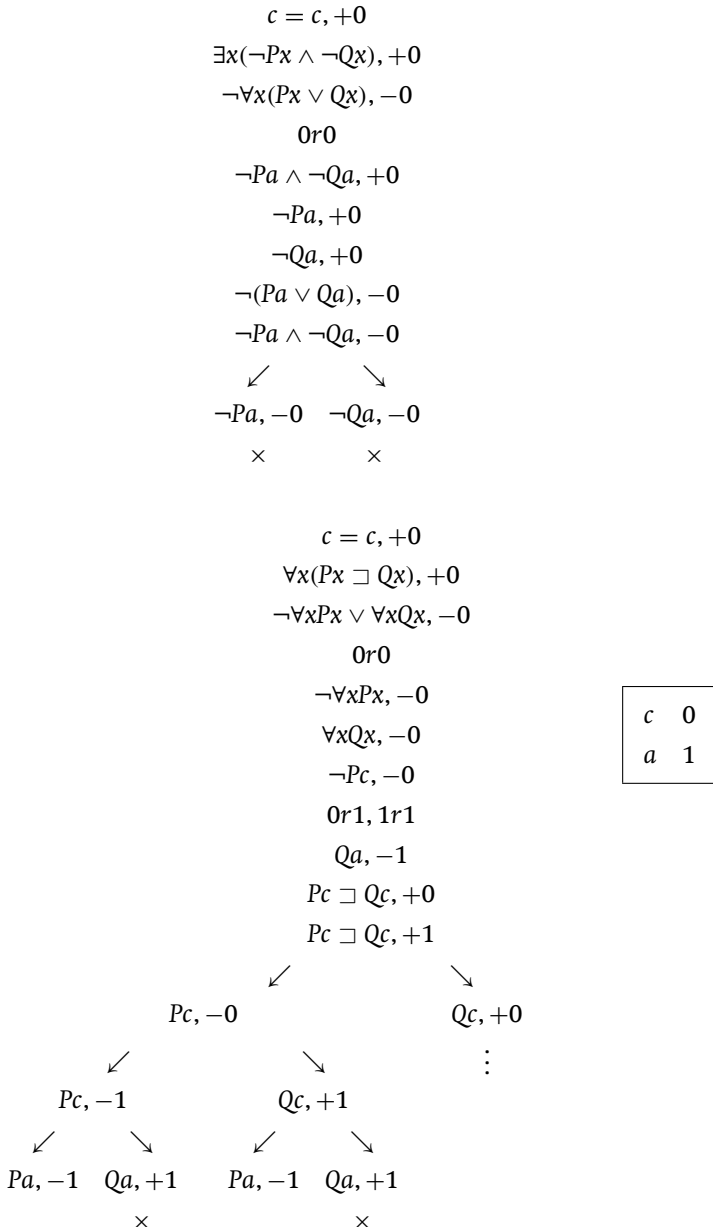 c = c, +0
∃x(¬Px ∧ ¬Qx), +0
¬∀x(Px ∨ Qx), −0
0r0
¬Pa ∧ ¬Qa, +0
¬Pa, +0
¬Qa, +0
¬(Pa ∨ Qa), −0
¬Pa ∧ ¬Qa, −0
↙ ↘
¬Pa, −0 ¬Qa, −0
× ×
c = c, +0
∀x(Px ⊐ Qx), +0
¬∀xPx ∨ ∀xQx, −0
0r0
¬∀xPx, −0
∀xQx, −0
¬Pc, −0
0r1, 1r1
Qa, −1
Pc ⊐ Qc, +0
Pc ⊐ Qc, +1
↙ ↘
Pc, −0 Qc, +0
↙ ↘ ⋮
Pc, −1 Qc, +1
↙ ↘ ↙ ↘
Pa, −1 Qa, +1 Pa, −1 Qa, +1
× ×
c 0
a 1